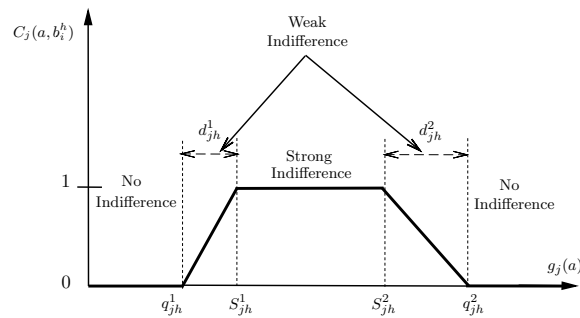 C_j(a, b_i^h)
Weak
Indifference
d_{jh}^1
d_{jh}^2
Strong
Indifference
1
No
Indifference
No
Indifference
g_j(a)
0
q_{jh}^1
S_{jh}^1
S_{jh}^2
q_{jh}^2